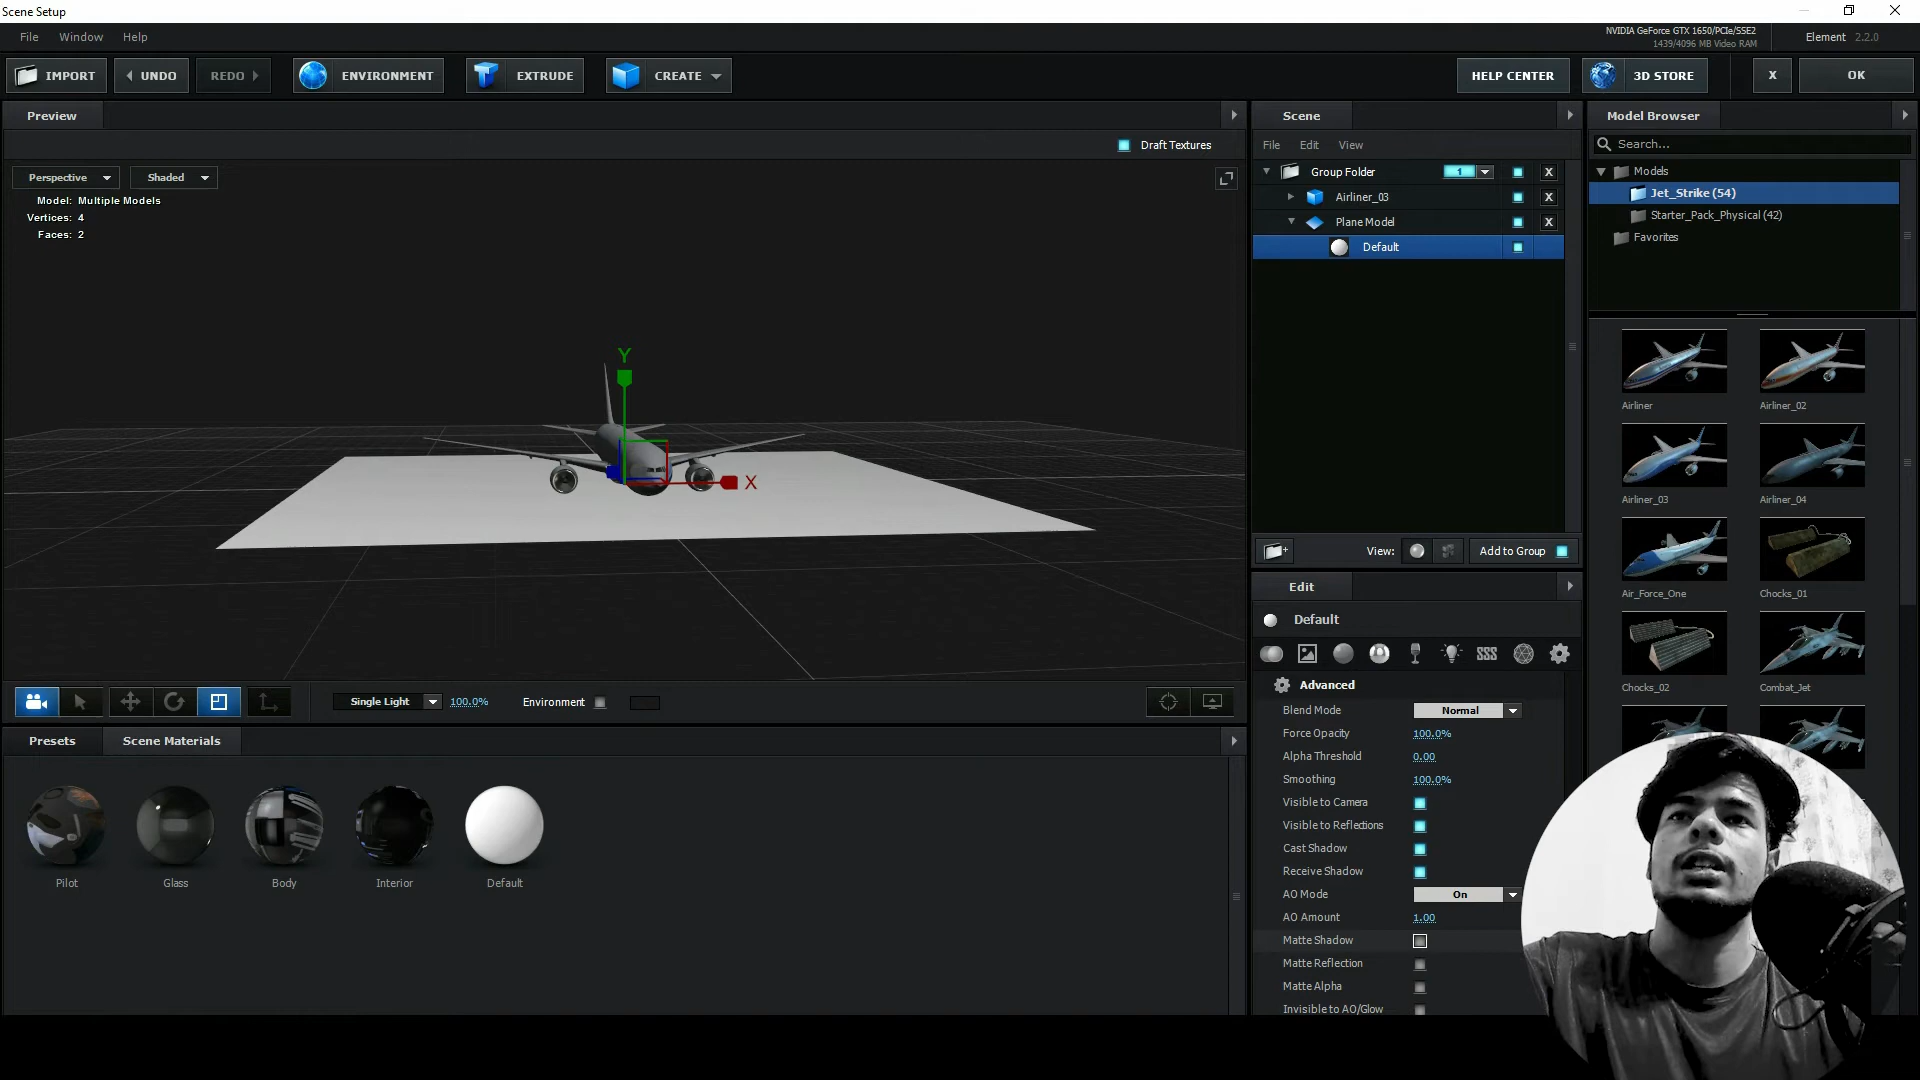 Scene Setup
File Window Help
NVIDIA GeForce GTX 1650/PCIe/SSE2
1439/4096 MB Video RAM
Element 2.2.0
IMPORT UNDO REDO ENVIRONMENT EXTRUDE CREATE HELP CENTER 3D STORE X OK
Preview
Draft Textures
Perspective Shaded
Model: Multiple Models
Vertices: 4
Faces: 2
Y
X
Single Light 100.0% Environment
Presets Scene Materials
Pilot Glass Body Interior Default
Scene
File Edit View
Group Folder 1 X
Airliner_03 X
Plane Model X
Default
View: Add to Group
Edit
Default
SSS
Advanced
Blend Mode Normal
Force Opacity 100.0%
Alpha Threshold 0.00
Smoothing 100.0%
Visible to Camera
Visible to Reflections
Cast Shadow
Receive Shadow
AO Mode On
AO Amount 1.00
Matte Shadow
Matte Reflection
Matte Alpha
Invisible to AO/Glow
Model Browser
Search...
Models
Jet_Strike (54)
Starter_Pack_Physical (42)
Favorites
Airliner Airliner_02
Airliner_03 Airliner_04
Air_Force_One Chocks_01
Chocks_02 Combat_Jet